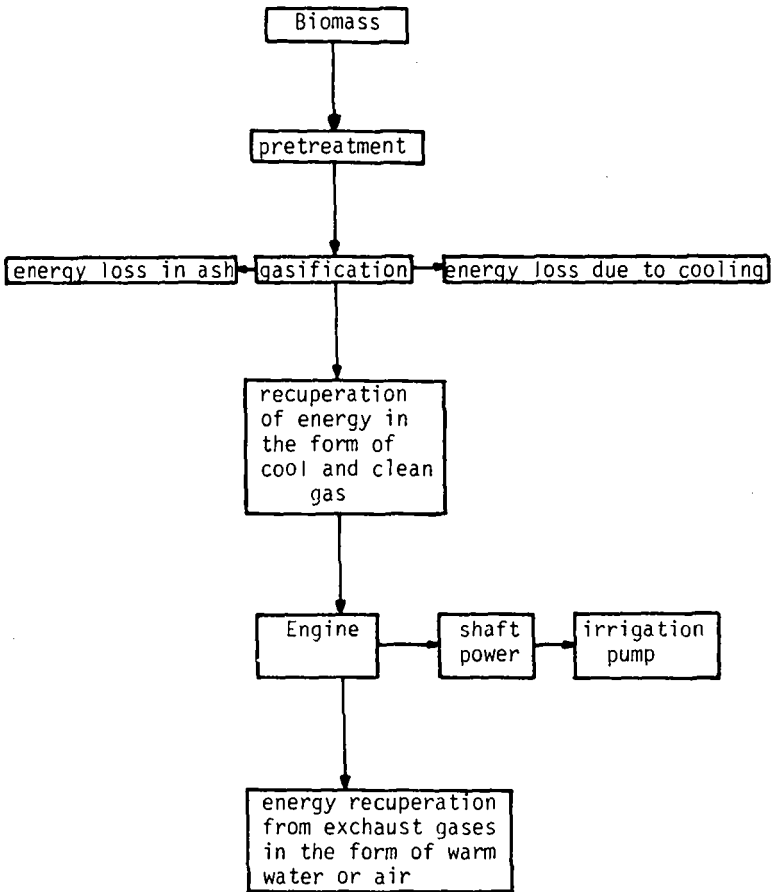 Biomass
pretreatment
energy loss in ash
gasification
energy loss due to cooling
recuperation
of energy in
the form of
cool and clean
gas
Engine
shaft
power
irrigation
pump
energy recuperation
from exchaust gases
in the form of warm
water or air